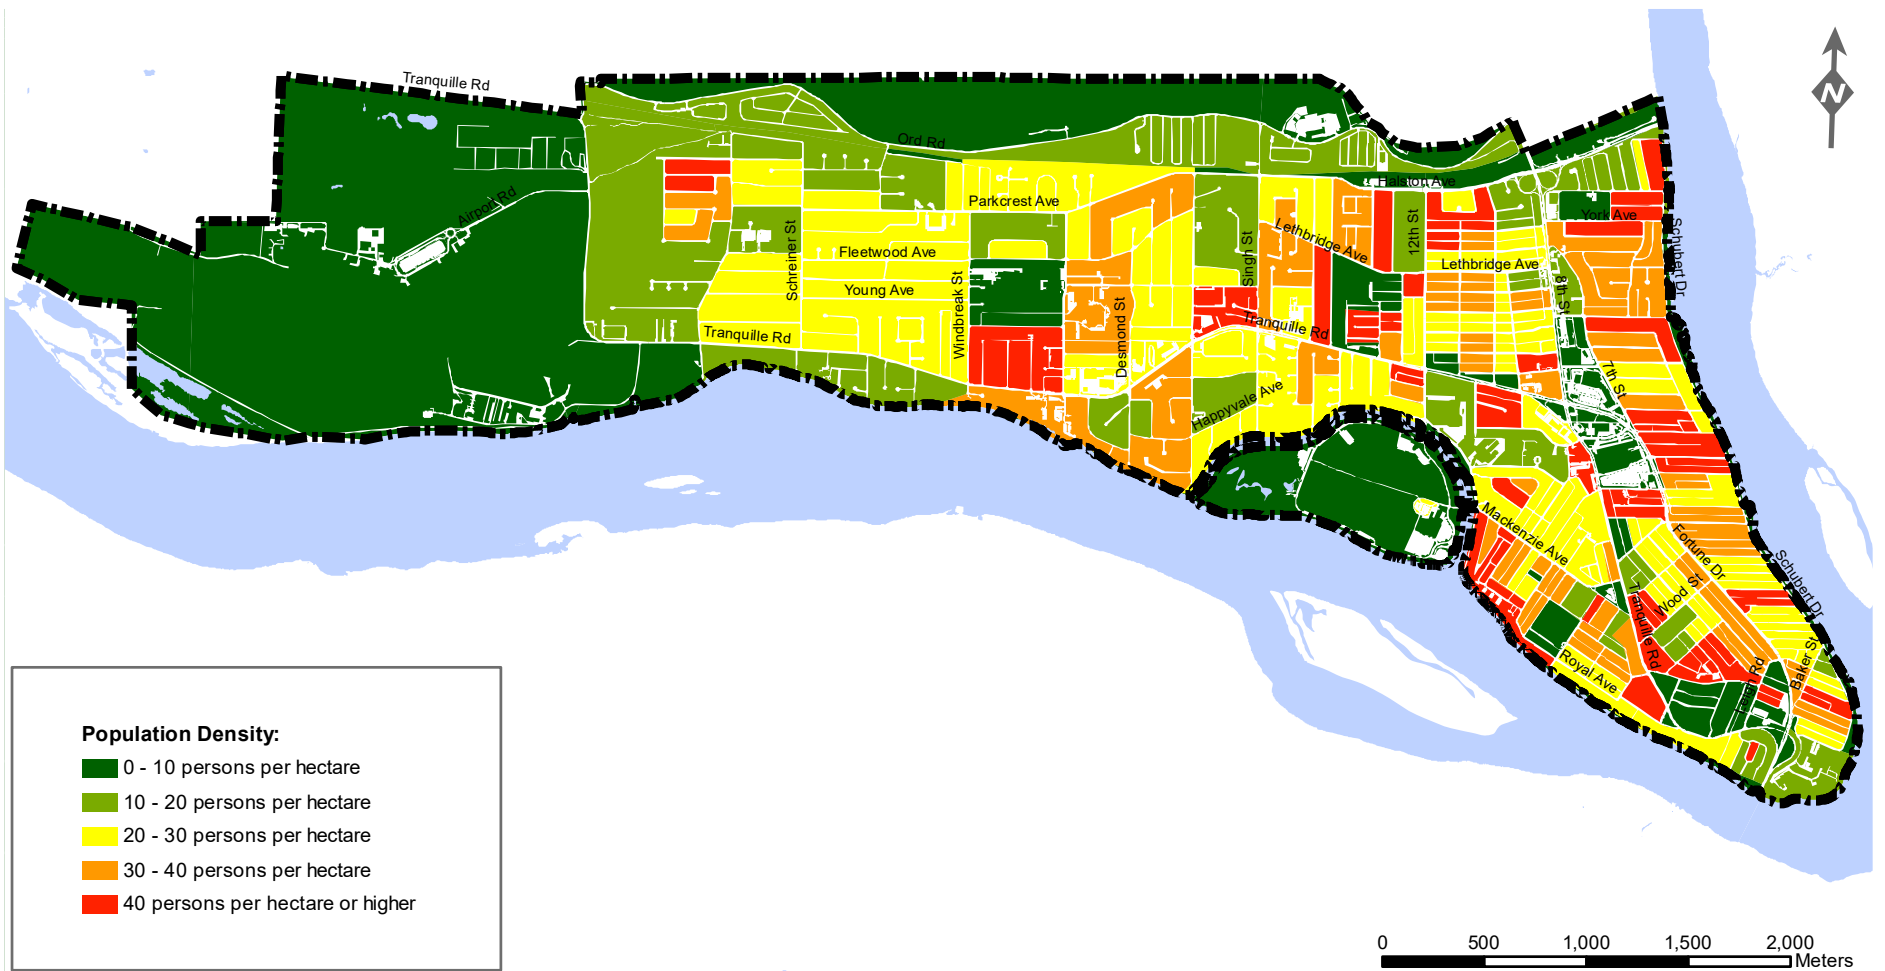 Tranquille Rd
N
Ord Rd
Halston Ave
Airport Rd
Parkcrest Ave
York Ave
Schubert Dr
Schreiner St
Fleetwood Ave
Singh St
Lethbridge Ave
12th St
Lethbridge Ave
8th St
Young Ave
Windbreak St
Desmond St
Tranquille Rd
Tranquille Rd
7th St
Happyvale Ave
Mackenzie Ave
Fortune Dr
Schubert Dr
Wood St
Tranquille Rd
Royal Ave
Leigh Rd
Baker St
Population Density:
0 - 10 persons per hectare
10 - 20 persons per hectare
20 - 30 persons per hectare
30 - 40 persons per hectare
40 persons per hectare or higher
0 500 1,000 1,500 2,000
Meters